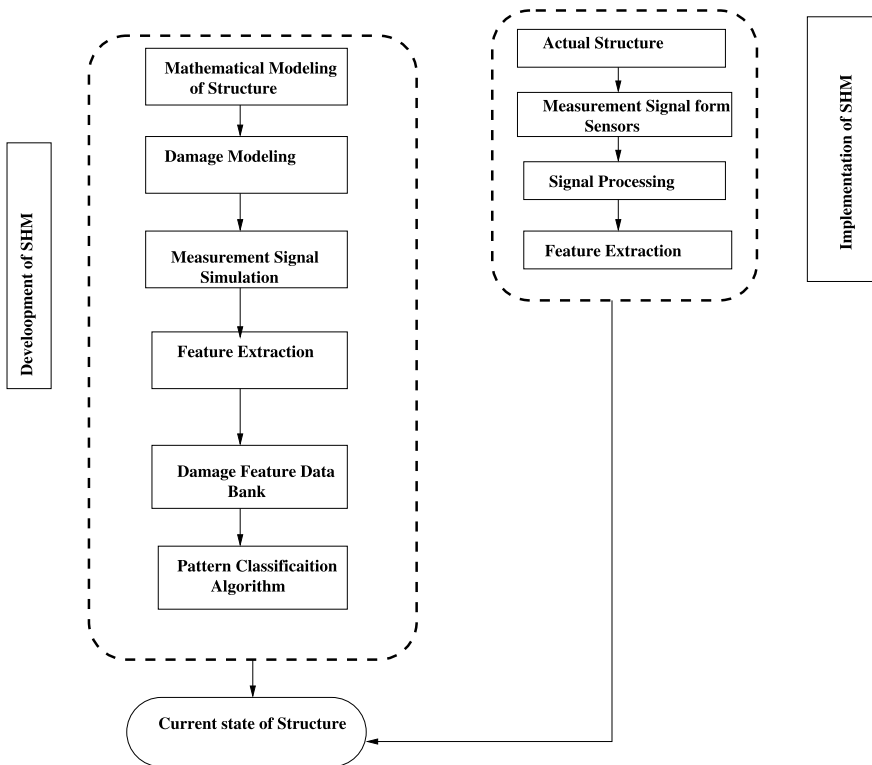 Develoopment of SHM
Mathematical Modeling
of Structure
Damage Modeling
Measurement Signal
Simulation
Feature Extraction
Damage Feature Data
Bank
Pattern Classificaition
Algorithm
Current state of Structure
Actual Structure
Measurement Signal form
Sensors
Signal Processing
Feature Extraction
Implementation of SHM